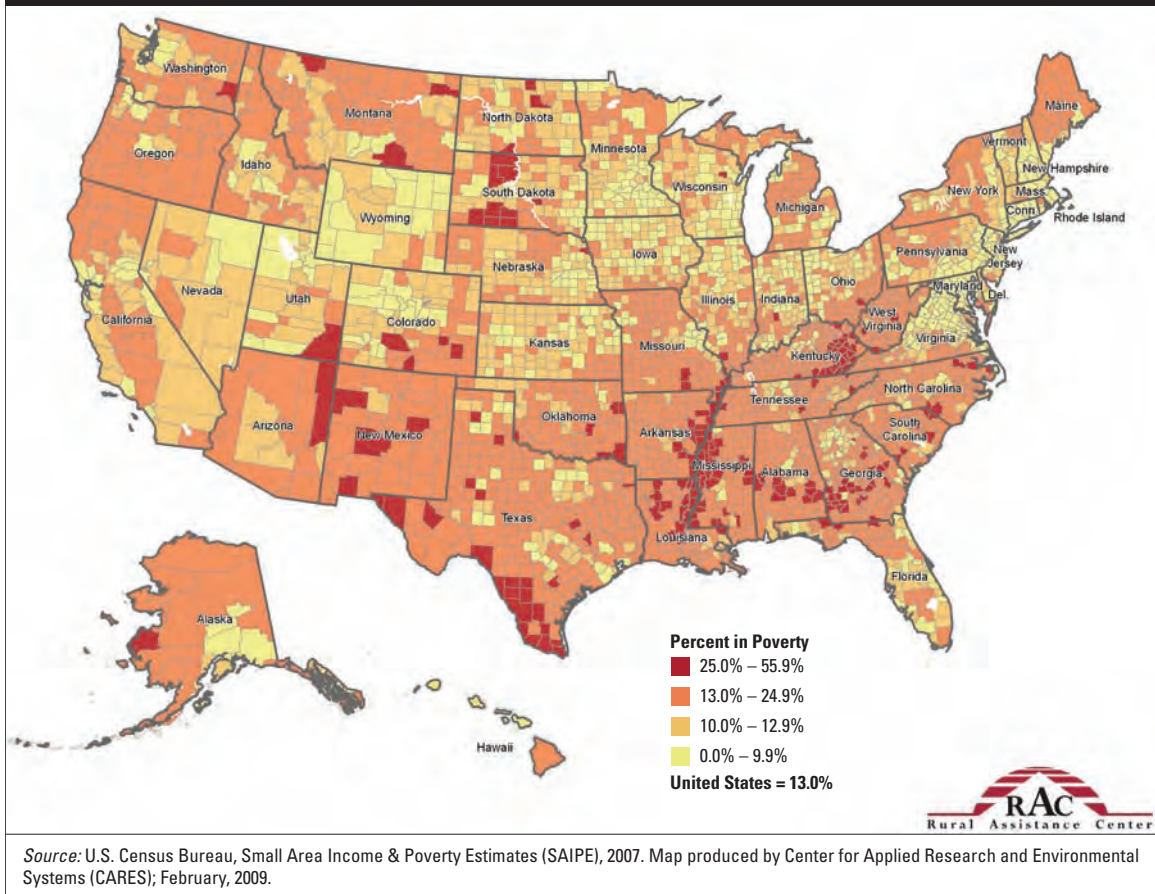 Washington
Montana
North Dakota
Minnesota
Maine
Oregon
Idaho
Wyoming
South Dakota
Wisconsin
Michigan
Vermont
New Hampshire
New York
Mass.
Conn.
Rhode Island
Nevada
Utah
Colorado
Nebraska
Iowa
Illinois
Indiana
Ohio
Pennsylvania
New
Jersey
Maryland
Del.
California
Kansas
Missouri
Kentucky
West
Virginia
Virginia
Arizona
New Mexico
Oklahoma
Arkansas
Tennessee
North Carolina
South
Carolina
Texas
Louisiana
Mississippi
Alabama
Georgia
Florida
Alaska
Hawaii
Percent in Poverty
25.0% – 55.9%
13.0% – 24.9%
10.0% – 12.9%
0.0% – 9.9%
United States = 13.0%
RAC
Rural Assistance Center
Source: U.S. Census Bureau, Small Area Income & Poverty Estimates (SAIPE), 2007. Map produced by Center for Applied Research and Environmental
Systems (CARES); February, 2009.